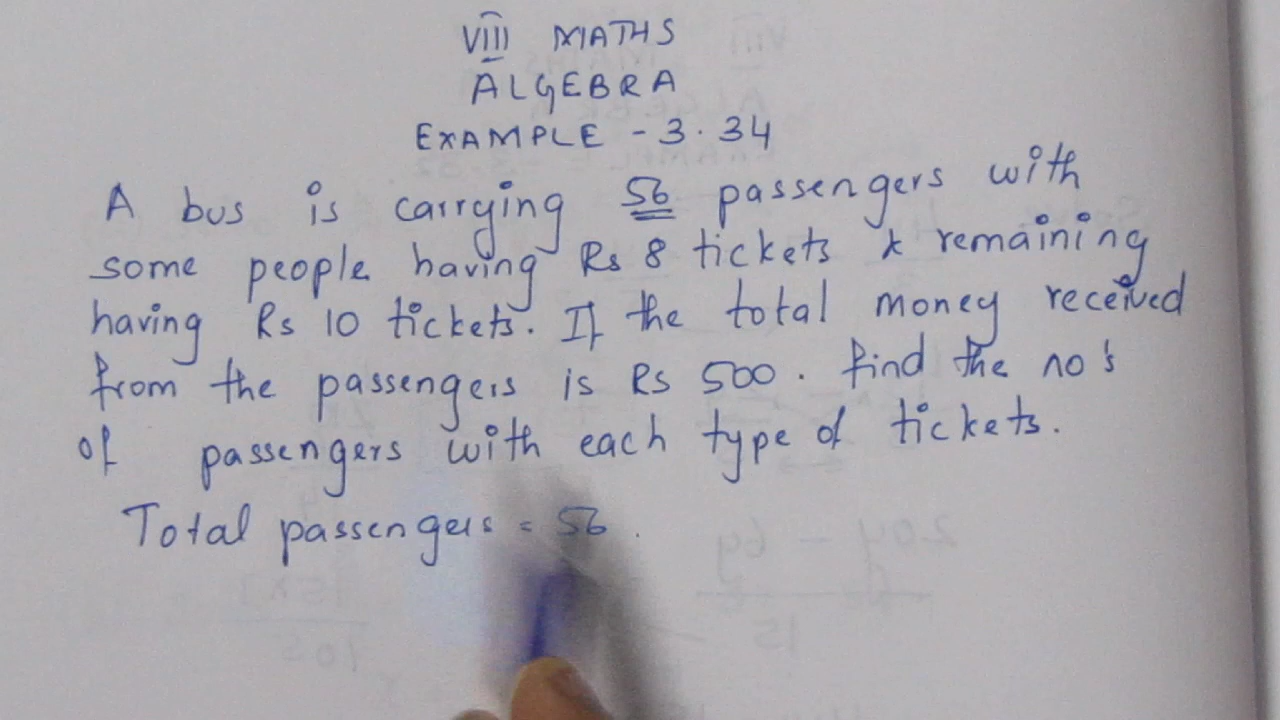 VIII MATHS
ALGEBRA
EXAMPLE - 3.34
A bus is carrying 56 passengers with
some people having Rs 8 tickets & remaining
having Rs 10 tickets. If the total money received
from the passengers is Rs 500. find the no's
of passengers with each type of tickets.
Total passengers = 56.